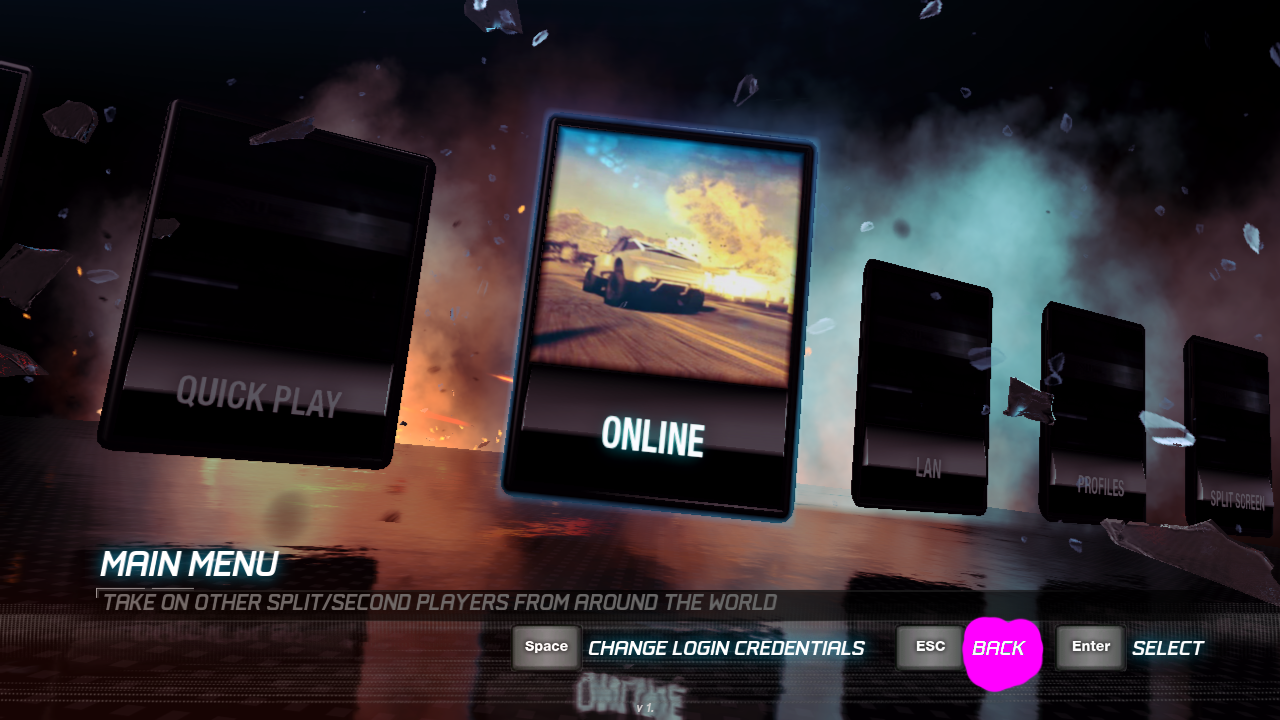 QUICK PLAY
ONLINE
LAN
PROFILES
SPLIT SCREEN
MAIN MENU
TAKE ON OTHER SPLIT/SECOND PLAYERS FROM AROUND THE WORLD
Space CHANGE LOGIN CREDENTIALS ESC BACK Enter SELECT
v 1.